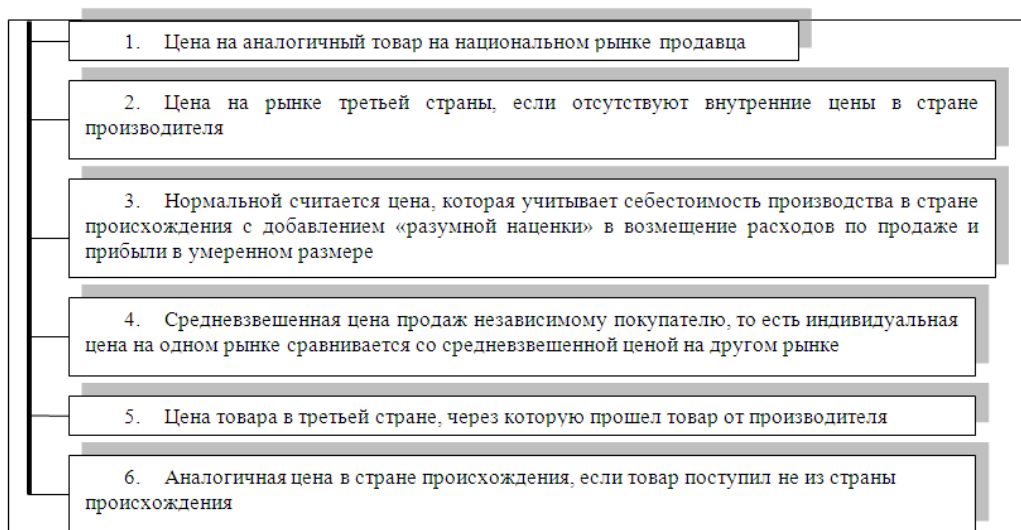 1. Цена на аналогичный товар на национальном рынке продавца
2. Цена на рынке третьей страны, если отсутствуют внутренние цены в стране
производителя
3. Нормальной считается цена, которая учитывает себестоимость производства в стране
происхождения с добавлением «разумной наценки» в возмещение расходов по продаже и
прибыли в умеренном размере
4. Средневзвешенная цена продаж независимому покупателю, то есть индивидуальная
цена на одном рынке сравнивается со средневзвешенной ценой на другом рынке
5. Цена товара в третьей стране, через которую прошел товар от производителя
6. Аналогичная цена в стране происхождения, если товар поступил не из страны
происхождения